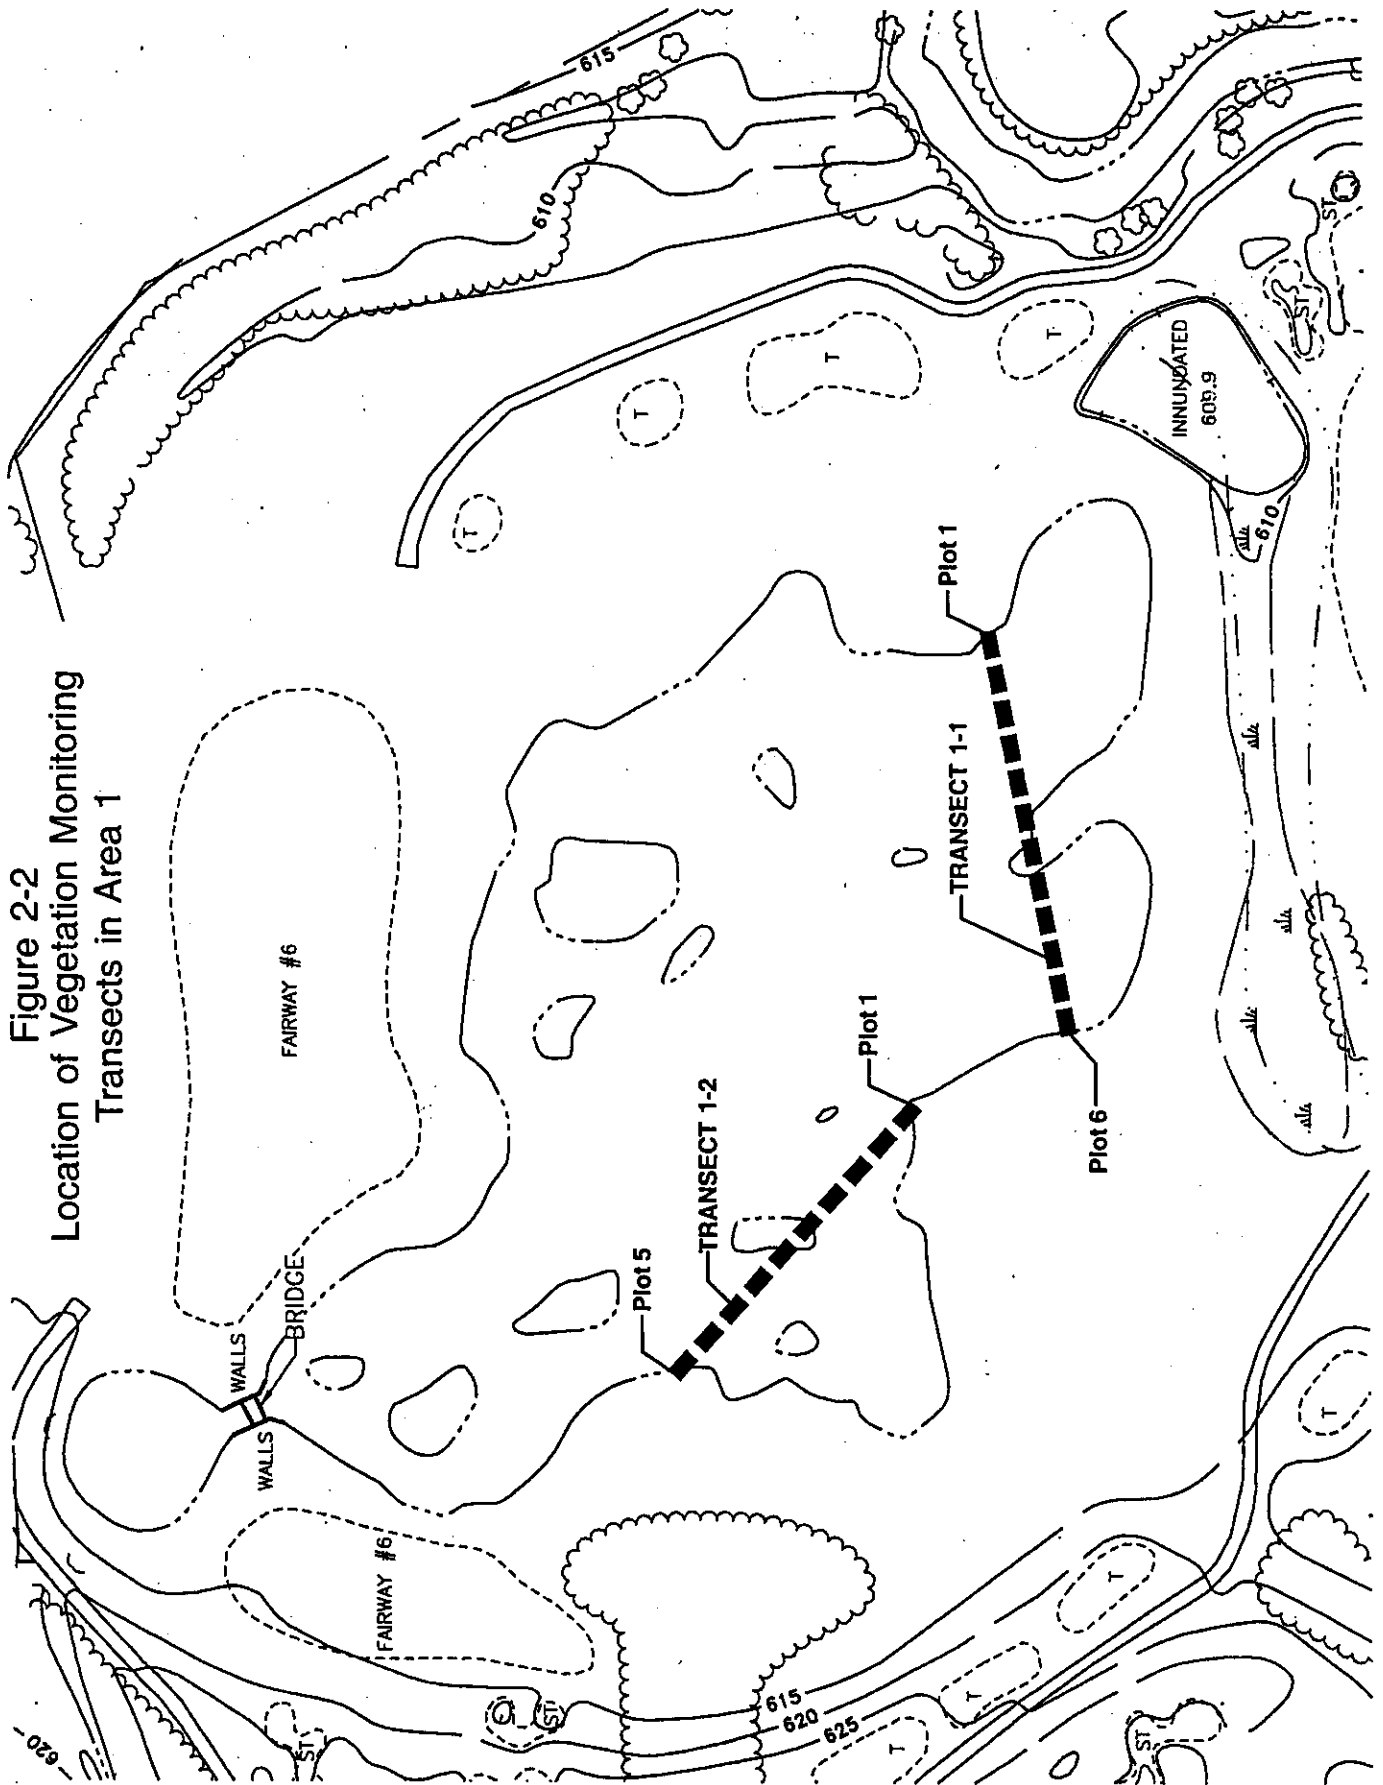 Figure 2-2
Location of Vegetation Monitoring
Transects in Area 1
615
610
T
T
T
T
INNUNDATED
609.9
ST
ST
610
FAIRWAY #6
Plot 1
TRANSECT 1-1
Plot 6
Plot 1
TRANSECT 1-2
Plot 5
BRIDGE
WALLS
WALLS
FAIRWAY #6
615
620
625
620
ST
ST
ST
T
T
T
T